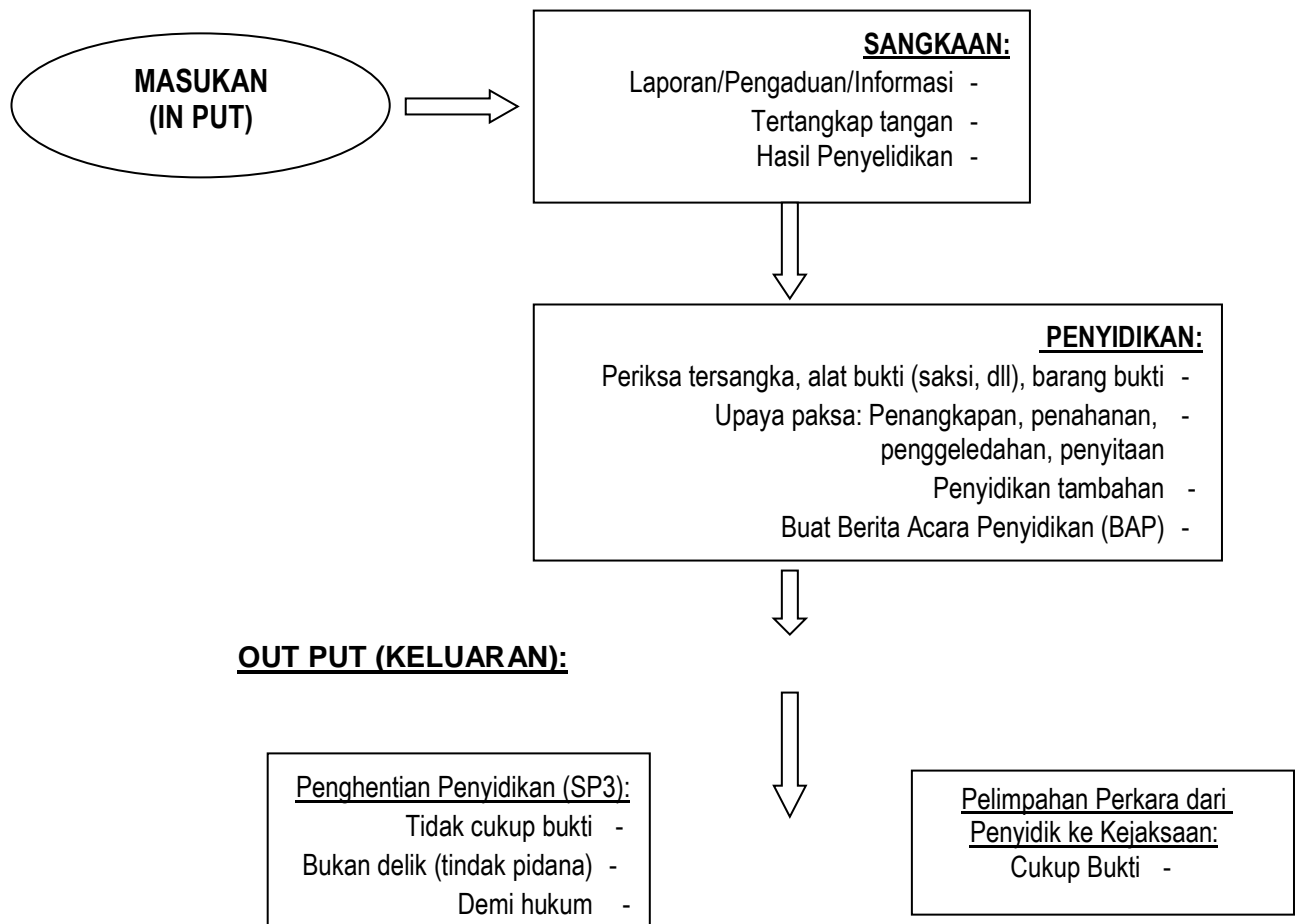 MASUKAN
(IN PUT)
SANGKAAN:
Laporan/Pengaduan/Informasi -
Tertangkap tangan -
Hasil Penyelidikan -
PENYIDIKAN:
Periksa tersangka, alat bukti (saksi, dll), barang bukti -
Upaya paksa: Penangkapan, penahanan, -
penggeledahan, penyitaan
Penyidikan tambahan -
Buat Berita Acara Penyidikan (BAP) -
OUT PUT (KELUARAN):
Penghentian Penyidikan (SP3):
Tidak cukup bukti -
Bukan delik (tindak pidana) -
Demi hukum -
Pelimpahan Perkara dari
Penyidik ke Kejaksaan:
Cukup Bukti -